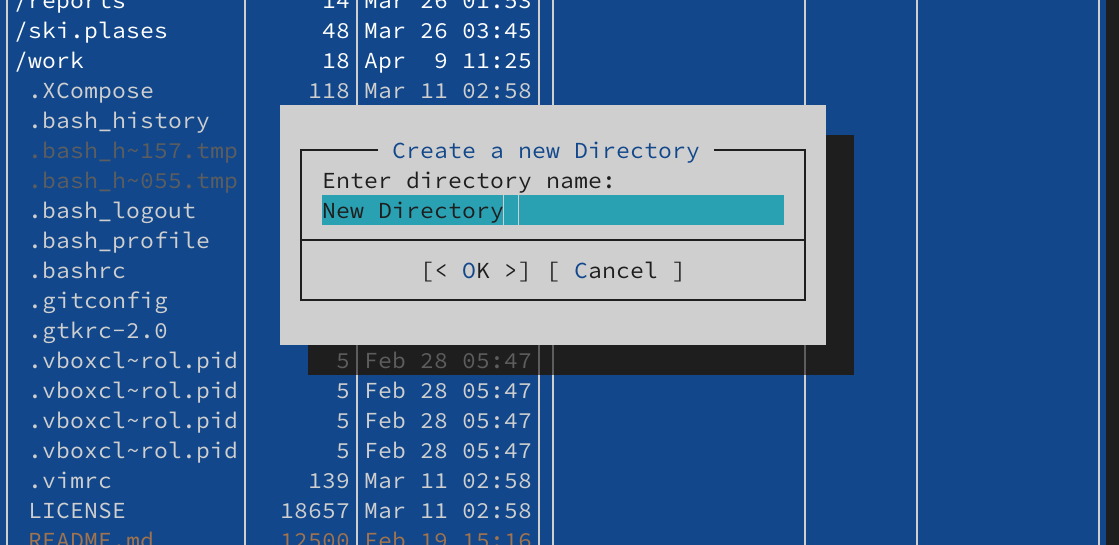 /reports 14 Mar 26 01:53
/ski.plases 48 Mar 26 03:45
/work 18 Apr 9 11:25
.XCompose 118 Mar 11 02:58
.bash_history
.bash_h~157.tmp
.bash_h~055.tmp
.bash_logout
.bash_profile
.bashrc
.gitconfig
.gtkrc-2.0
.vboxcl~rol.pid 5 Feb 28 05:47
.vboxcl~rol.pid 5 Feb 28 05:47
.vboxcl~rol.pid 5 Feb 28 05:47
.vboxcl~rol.pid 5 Feb 28 05:47
.vimrc 139 Mar 11 02:58
LICENSE 18657 Mar 11 02:58
README.md 12500 Feb 19 15:16
Create a new Directory
Enter directory name:
New Directory
[< OK >] [ Cancel ]